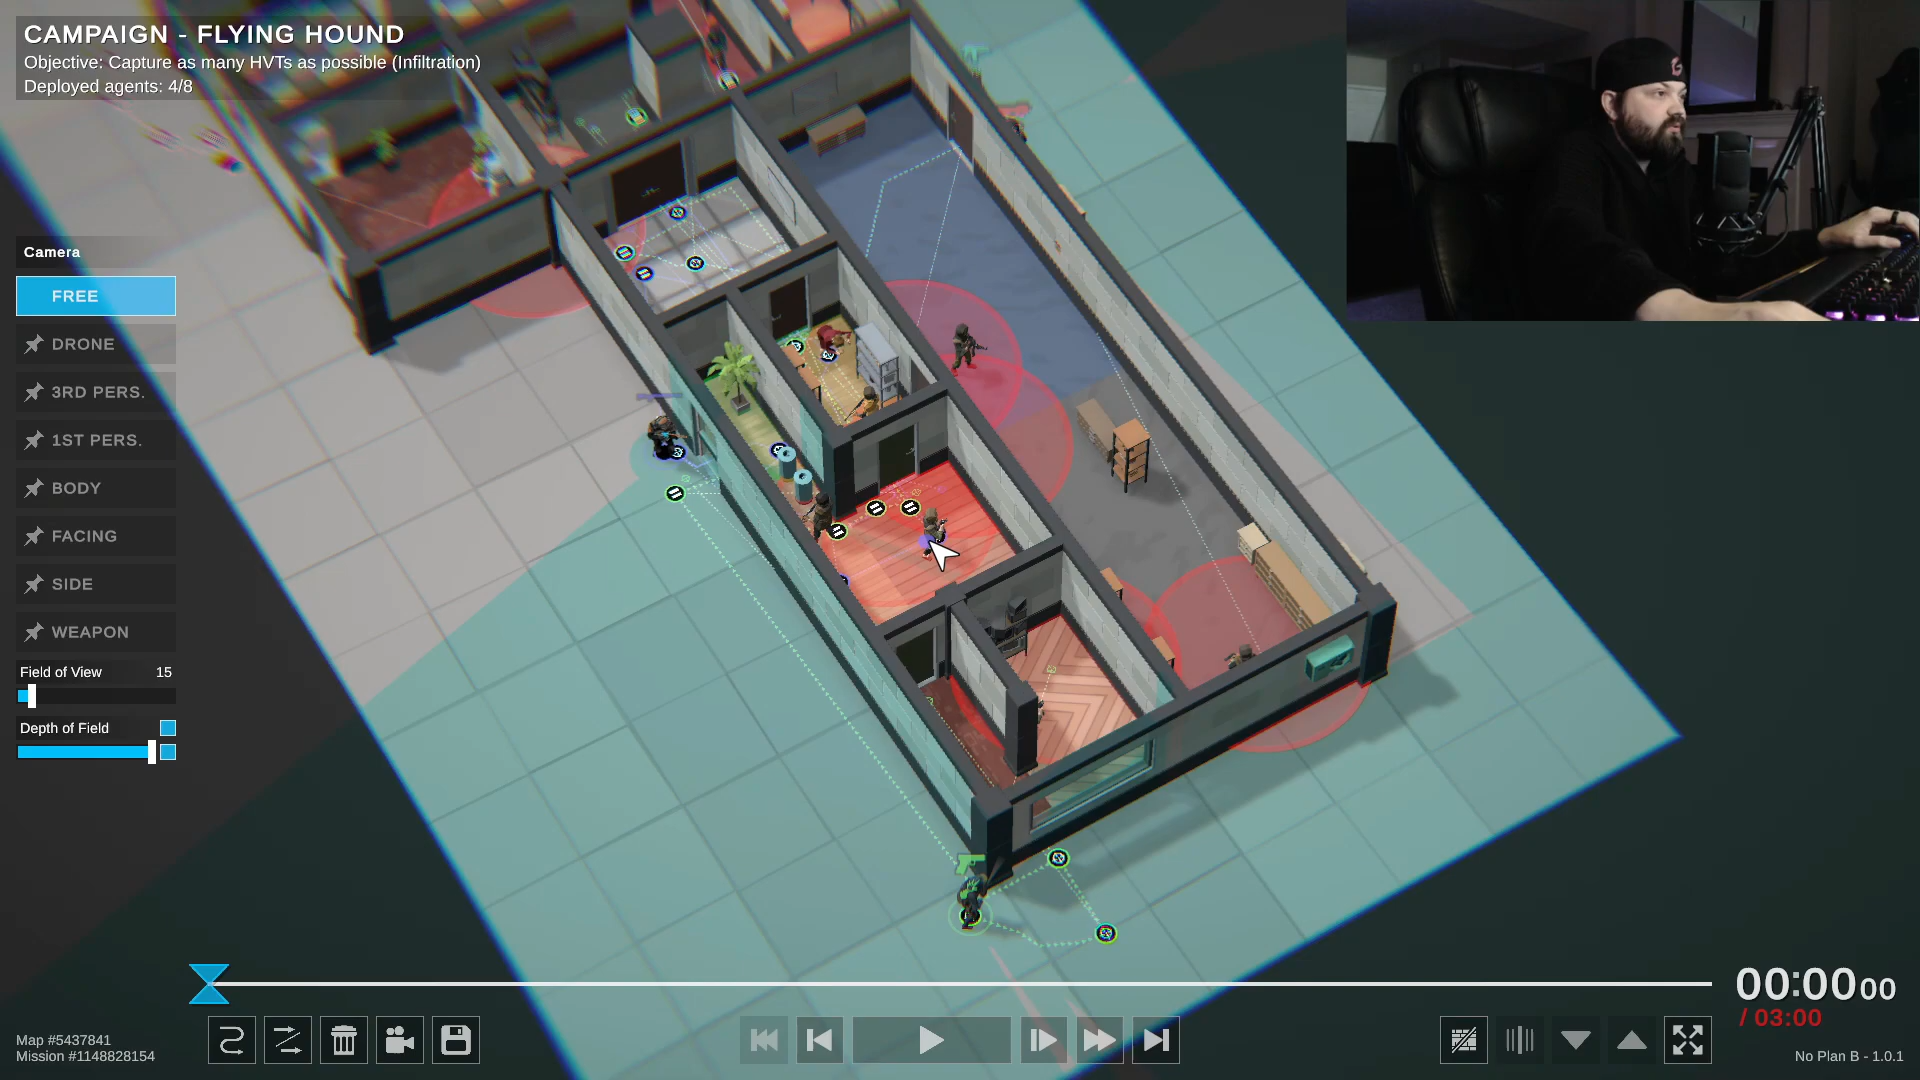 CAMPAIGN - FLYING HOUND
Objective: Capture as many HVTs as possible (Infiltration)
Deployed agents: 4/8
Camera
FREE
DRONE
3RD PERS.
1ST PERS.
BODY
FACING
SIDE
WEAPON
Field of View 15
Depth of Field
00:00 00
/ 03:00
Map #5437841
Mission #1148828154
No Plan B - 1.0.1